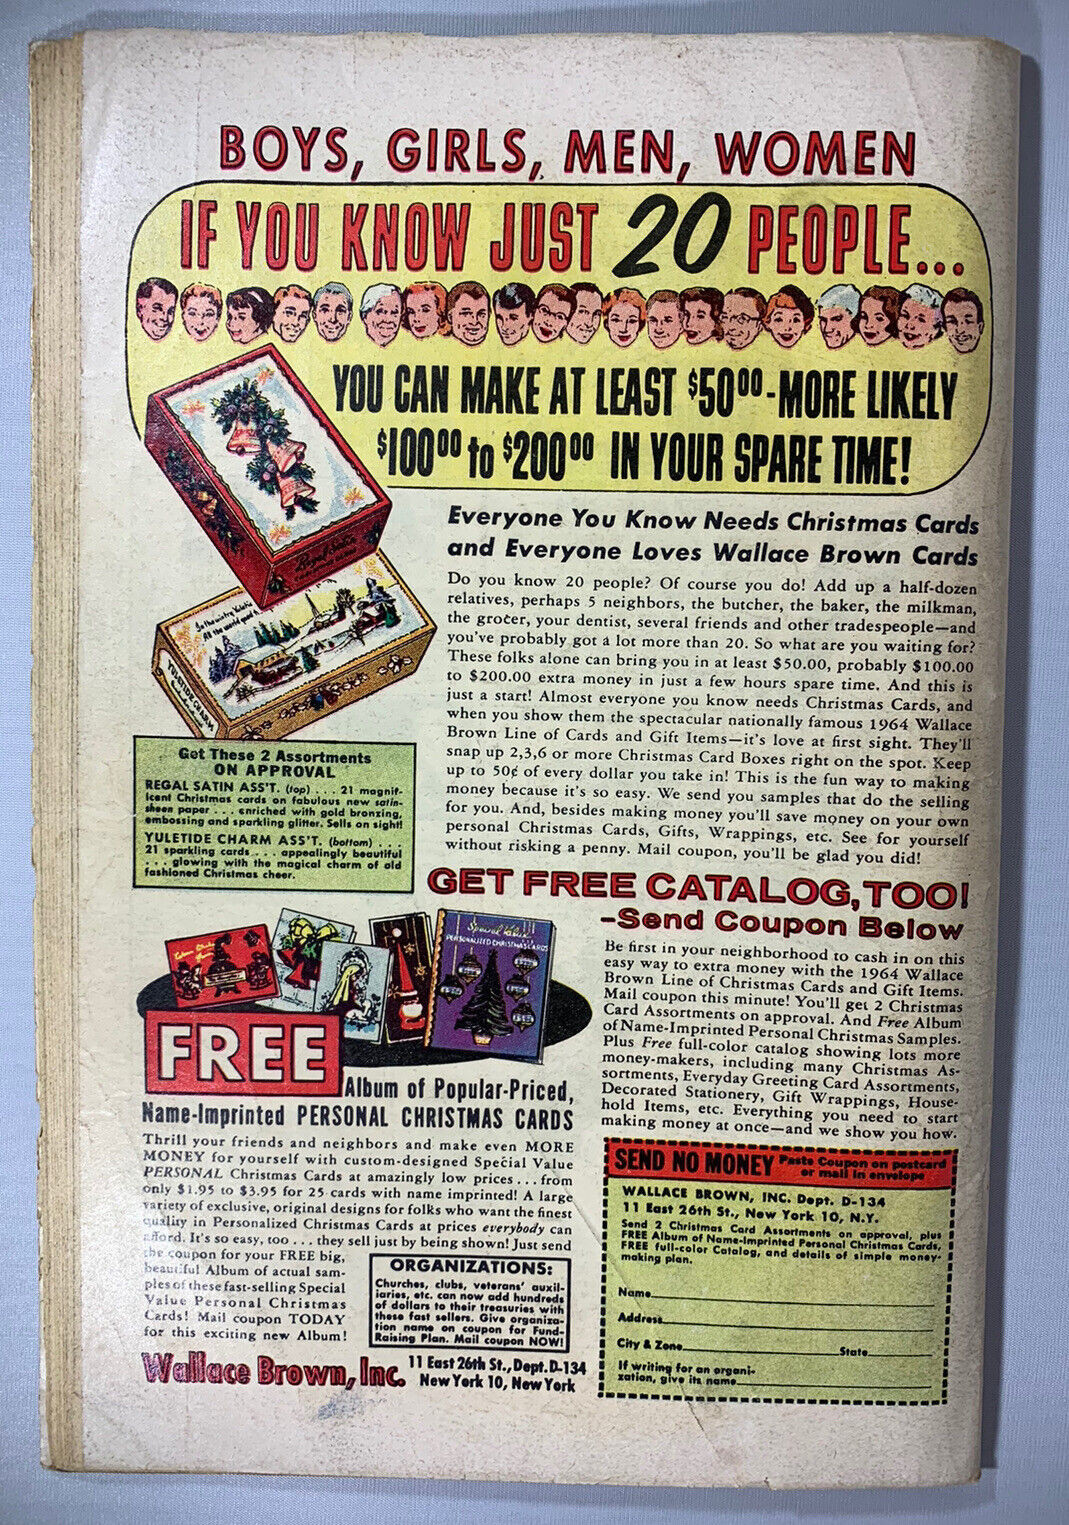 BOYS, GIRLS, MEN, WOMEN
IF YOU KNOW JUST 20 PEOPLE...
YOU CAN MAKE AT LEAST $50⁰⁰-MORE LIKELY
$100⁰⁰ to $200⁰⁰ IN YOUR SPARE TIME!
Regal Satin
In the wintry Yuletide
All the world
YULETIDE CHARM
Everyone You Know Needs Christmas Cards
and Everyone Loves Wallace Brown Cards
Do you know 20 people? Of course you do! Add up a half-dozen
relatives, perhaps 5 neighbors, the butcher, the baker, the milkman,
the grocer, your dentist, several friends and other tradespeople—and
you've probably got a lot more than 20. So what are you waiting for?
These folks alone can bring you in at least $50.00, probably $100.00
to $200.00 extra money in just a few hours spare time. And this is
just a start! Almost everyone you know needs Christmas Cards, and
when you show them the spectacular nationally famous 1964 Wallace
Brown Line of Cards and Gift Items—it's love at first sight. They'll
snap up 2,3,6 or more Christmas Card Boxes right on the spot. Keep
up to 50¢ of every dollar you take in! This is the fun way to making
money because it's so easy. We send you samples that do the selling
for you. And, besides making money you'll save money on your own
personal Christmas Cards, Gifts, Wrappings, etc. See for yourself
without risking a penny. Mail coupon, you'll be glad you did!
Get These 2 Assortments
ON APPROVAL
REGAL SATIN ASS'T. (top) . . . 21 magnif-
icent Christmas cards on fabulous new satin-
sheen paper . . . enriched with gold bronzing,
embossing and sparkling glitter. Sells on sight!
YULETIDE CHARM ASS'T. (bottom) . . .
21 sparkling cards . . . appealingly beautiful
. . . glowing with the magical charm of old
fashioned Christmas cheer.
GET FREE CATALOG, TOO!
-Send Coupon Below
Be first in your neighborhood to cash in on this
easy way to extra money with the 1964 Wallace
Brown Line of Christmas Cards and Gift Items.
Mail coupon this minute! You'll get 2 Christmas
Card Assortments on approval. And Free Album
of Name-Imprinted Personal Christmas Samples.
Plus Free full-color catalog showing lots more
money-makers, including many Christmas As-
sortments, Everyday Greeting Card Assortments,
Decorated Stationery, Gift Wrappings, House-
hold Items, etc. Everything you need to start
making money at once—and we show you how.
Special Value
PERSONALIZED CHRISTMAS CARDS
FREE
Album of Popular-Priced,
Name-Imprinted PERSONAL CHRISTMAS CARDS
Thrill your friends and neighbors and make even MORE
MONEY for yourself with custom-designed Special Value
PERSONAL Christmas Cards at amazingly low prices . . . from
only $1.95 to $3.95 for 25 cards with name imprinted! A large
variety of exclusive, original designs for folks who want the finest
quality in Personalized Christmas Cards at prices everybody can
afford. It's so easy, too . . . they sell just by being shown! Just send
the coupon for your FREE big,
beautiful Album of actual sam-
ples of these fast-selling Special
Value Personal Christmas
Cards! Mail coupon TODAY
for this exciting new Album!
ORGANIZATIONS:
Churches, clubs, veterans' auxil-
iaries, etc. can now add hundreds
of dollars to their treasuries with
these fast sellers. Give organiza-
tion name on coupon for Fund-
Raising Plan. Mail coupon NOW!
Wallace Brown, Inc. 11 East 26th St., Dept. D-134
New York 10, New York
SEND NO MONEY Paste Coupon on postcard
or mail in envelope
WALLACE BROWN, INC. Dept. D-134
11 East 26th St., New York 10, N.Y.
Send 2 Christmas Card Assortments on approval, plus
FREE Album of Name-Imprinted Personal Christmas Cards,
FREE full-color Catalog, and details of simple money-
making plan.
Name
Address
City & Zone State
If writing for an organi-
zation, give its name